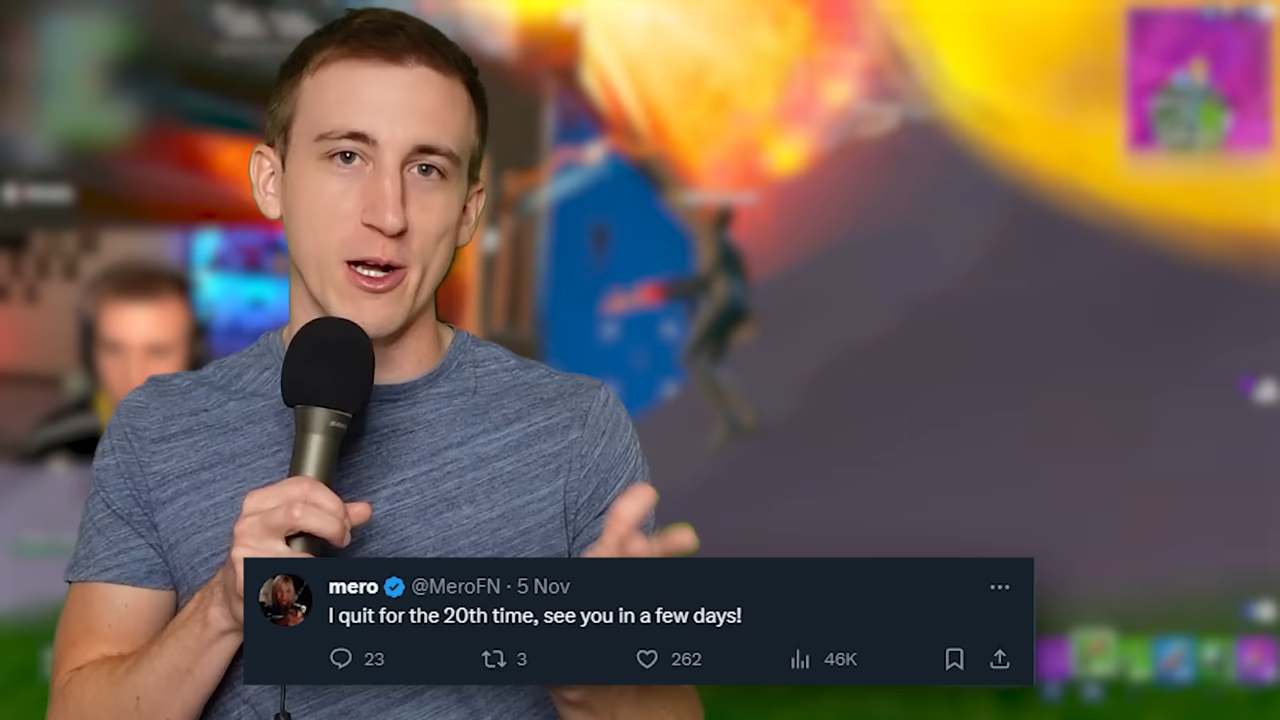 mero @MeroFN · 5 Nov
I quit for the 20th time, see you in a few days!
23 3 262 46K